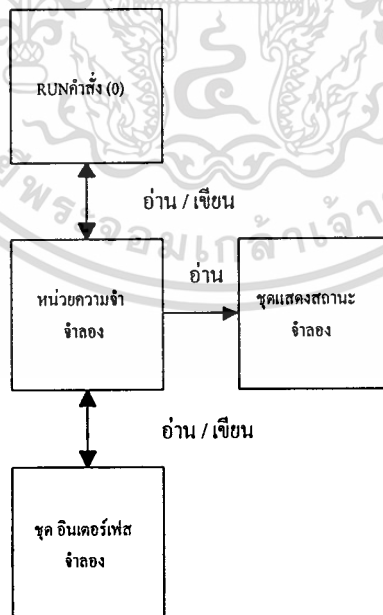 RUNคำสั่ง (0)
อ่าน / เขียน
หน่วยความจำ
จำลอง
อ่าน
ชุดแสดงสถานะ
จำลอง
อ่าน / เขียน
ชุด อินเตอร์เฟส
จำลอง